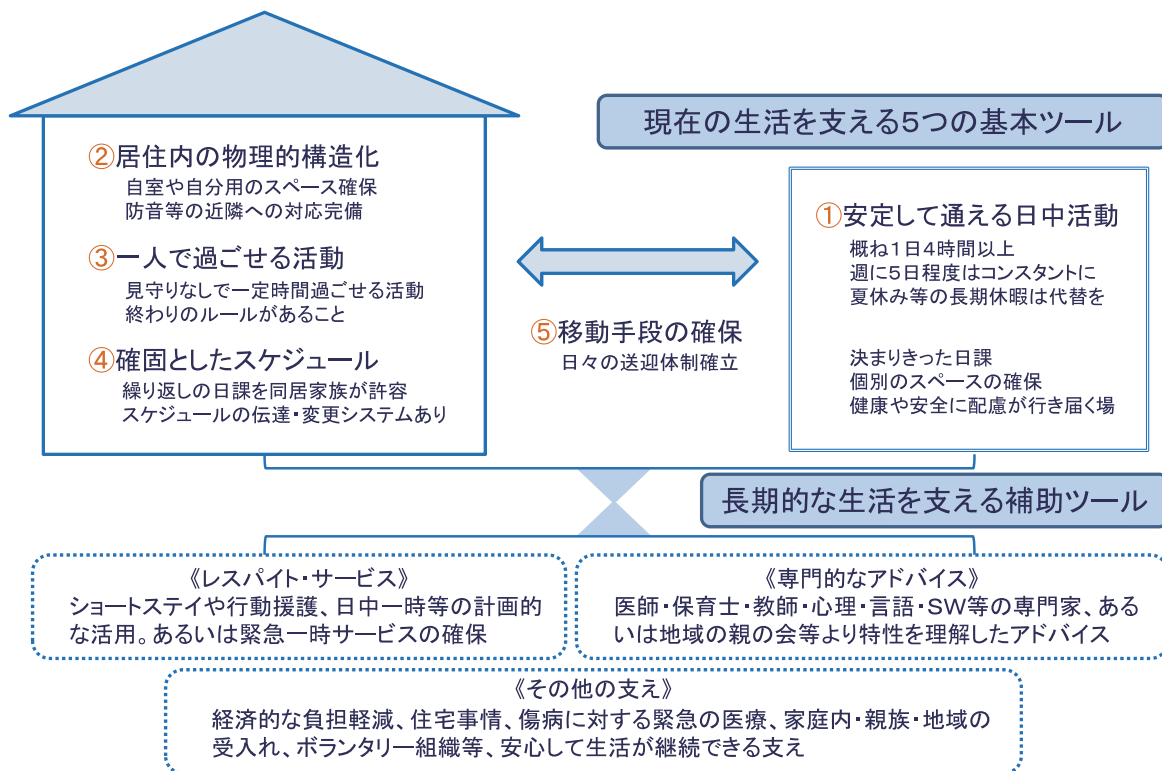 現在の生活を支える5つの基本ツール
②居住内の物理的構造化
自室や自分用のスペース確保
防音等の近隣への対応完備
③一人で過ごせる活動
見守りなしで一定時間過ごせる活動
終わりのルールがあること
④確固としたスケジュール
繰り返しの日課を同居家族が許容
スケジュールの伝達・変更システムあり
⑤移動手段の確保
日々の送迎体制確立
①安定して通える日中活動
概ね1日4時間以上
週に5日程度はコンスタントに
夏休み等の長期休暇は代替を
決まりきった日課
個別のスペースの確保
健康や安全に配慮が行き届く場
長期的な生活を支える補助ツール
《レスパイト・サービス》
ショートステイや行動援護、日中一時等の計画的
な活用。あるいは緊急一時サービスの確保
《専門的なアドバイス》
医師・保育士・教師・心理・言語・SW等の専門家、ある
いは地域の親の会等より特性を理解したアドバイス
《その他の支え》
経済的な負担軽減、住宅事情、傷病に対する緊急の医療、家庭内・親族・地域の
受入れ、ボランタリー組織等、安心して生活が継続できる支え